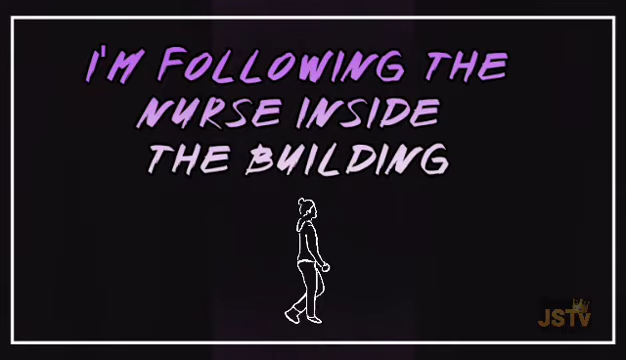 I'M FOLLOWING THE
NURSE INSIDE
THE BUILDING
JSTV